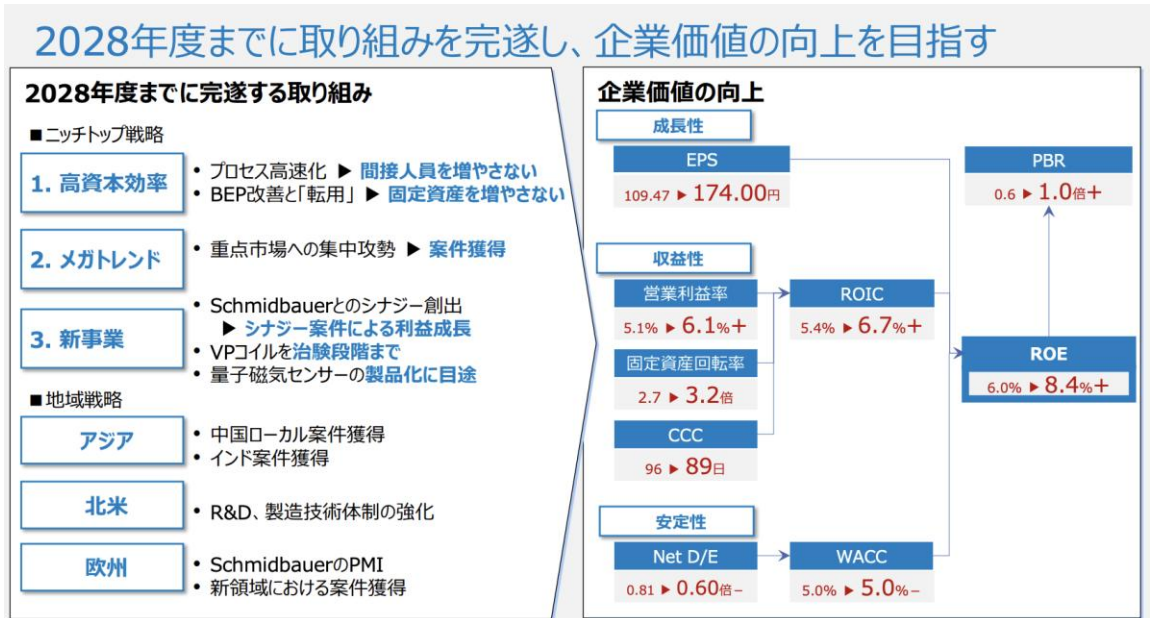 2028年度までに取り組みを完遂し、企業価値の向上を目指す
2028年度までに完遂する取り組み
■ニッチトップ戦略
1. 高資本効率
• プロセス高速化 ▶ 間接人員を増やさない
• BEP改善と「転用」 ▶ 固定資産を増やさない
2. メガトレンド
• 重点市場への集中攻勢 ▶ 案件獲得
3. 新事業
• Schmidbauerとのシナジー創出
▶ シナジー案件による利益成長
• VPコイルを治験段階まで
• 量子磁気センサーの製品化に目途
■地域戦略
アジア
• 中国ローカル案件獲得
• インド案件獲得
北米
• R&D、製造技術体制の強化
欧州
• SchmidbauerのPMI
• 新領域における案件獲得
企業価値の向上
成長性
EPS
109.47 ▶ 174.00円
PBR
0.6 ▶ 1.0倍+
収益性
営業利益率
5.1% ▶ 6.1%+
ROIC
5.4% ▶ 6.7%+
固定資産回転率
2.7 ▶ 3.2倍
ROE
6.0% ▶ 8.4%+
CCC
96 ▶ 89日
安定性
Net D/E
0.81 ▶ 0.60倍−
WACC
5.0% ▶ 5.0%−